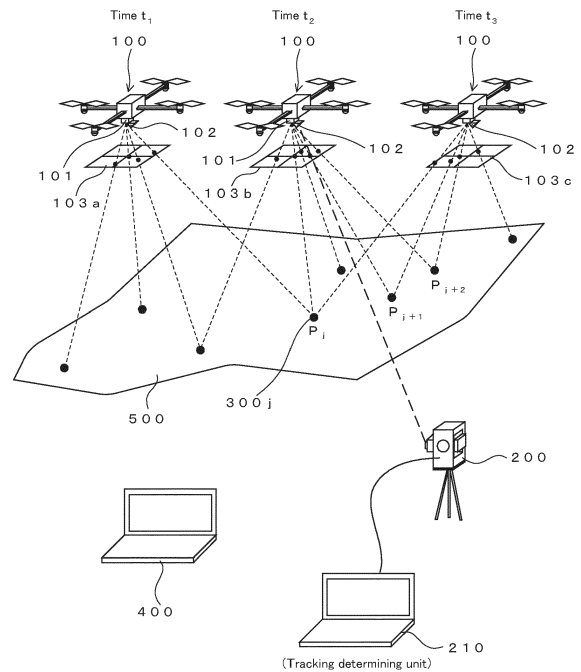 Time t1
Time t2
Time t3
100
100
100
102
101
102
102
101
103a
103b
103c
Pi+2
Pi+1
Pi
300j
500
200
400
210
(Tracking determining unit)